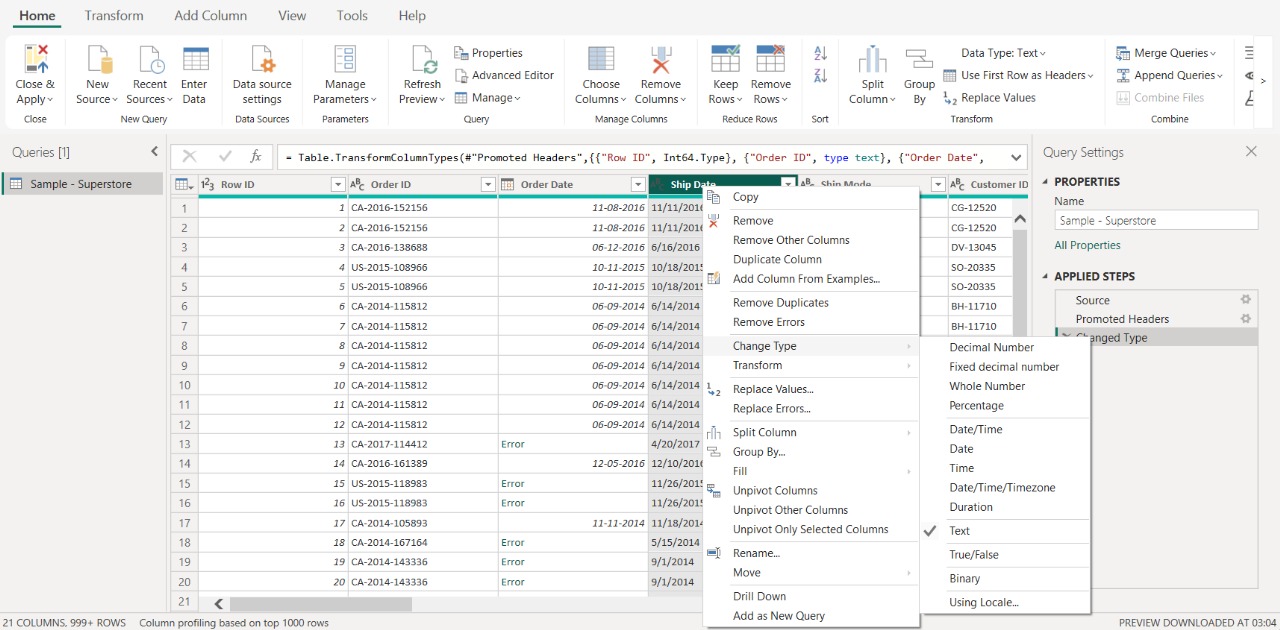 Home Transform Add Column View Tools Help
Close & Apply
New Source
Recent Sources
Enter Data
Data source settings
Manage Parameters
Refresh Preview
Properties
Advanced Editor
Manage
Choose Columns
Remove Columns
Keep Rows
Remove Rows
Split Column
Group By
Data Type: Text
Use First Row as Headers
Replace Values
Merge Queries
Append Queries
Combine Files
Close New Query Data Sources Parameters Query Manage Columns Reduce Rows Sort Transform Combine
Queries [1]
Sample - Superstore
fx = Table.TransformColumnTypes(#"Promoted Headers",{{"Row ID", Int64.Type}, {"Order ID", type text}, {"Order Date",
123 Row ID ABC Order ID Order Date Ship Date ABC Ship Mode ABC Customer ID
1 1 CA-2016-152156 11-08-2016 11/11/2016 CG-12520
2 2 CA-2016-152156 11-08-2016 11/11/2016 CG-12520
3 3 CA-2016-138688 06-12-2016 6/16/2016 DV-13045
4 4 US-2015-108966 10-11-2015 10/18/2015 SO-20335
5 5 US-2015-108966 10-11-2015 10/18/2015 SO-20335
6 6 CA-2014-115812 06-09-2014 6/14/2014 BH-11710
7 7 CA-2014-115812 06-09-2014 6/14/2014 BH-11710
8 8 CA-2014-115812 06-09-2014 6/14/2014
9 9 CA-2014-115812 06-09-2014 6/14/2014
10 10 CA-2014-115812 06-09-2014 6/14/2014
11 11 CA-2014-115812 06-09-2014 6/14/2014
12 12 CA-2014-115812 06-09-2014 6/14/2014
13 13 CA-2017-114412 Error 4/20/2017
14 14 CA-2016-161389 12-05-2016 12/10/2016
15 15 US-2015-118983 Error 11/26/2015
16 16 US-2015-118983 Error 11/26/2015
17 17 CA-2014-105893 11-11-2014 11/18/2014
18 18 CA-2014-167164 Error 5/15/2014
19 19 CA-2014-143336 Error 9/1/2014
20 20 CA-2014-143336 Error 9/1/2014
21
Copy
Remove
Remove Other Columns
Duplicate Column
Add Column From Examples...
Remove Duplicates
Remove Errors
Change Type
Transform
Replace Values...
Replace Errors...
Split Column
Group By...
Fill
Unpivot Columns
Unpivot Other Columns
Unpivot Only Selected Columns
Rename...
Move
Drill Down
Add as New Query
Decimal Number
Fixed decimal number
Whole Number
Percentage
Date/Time
Date
Time
Date/Time/Timezone
Duration
Text
True/False
Binary
Using Locale...
Query Settings
PROPERTIES
Name
Sample - Superstore
All Properties
APPLIED STEPS
Source
Promoted Headers
Changed Type
21 COLUMNS, 999+ ROWS Column profiling based on top 1000 rows PREVIEW DOWNLOADED AT 03:04